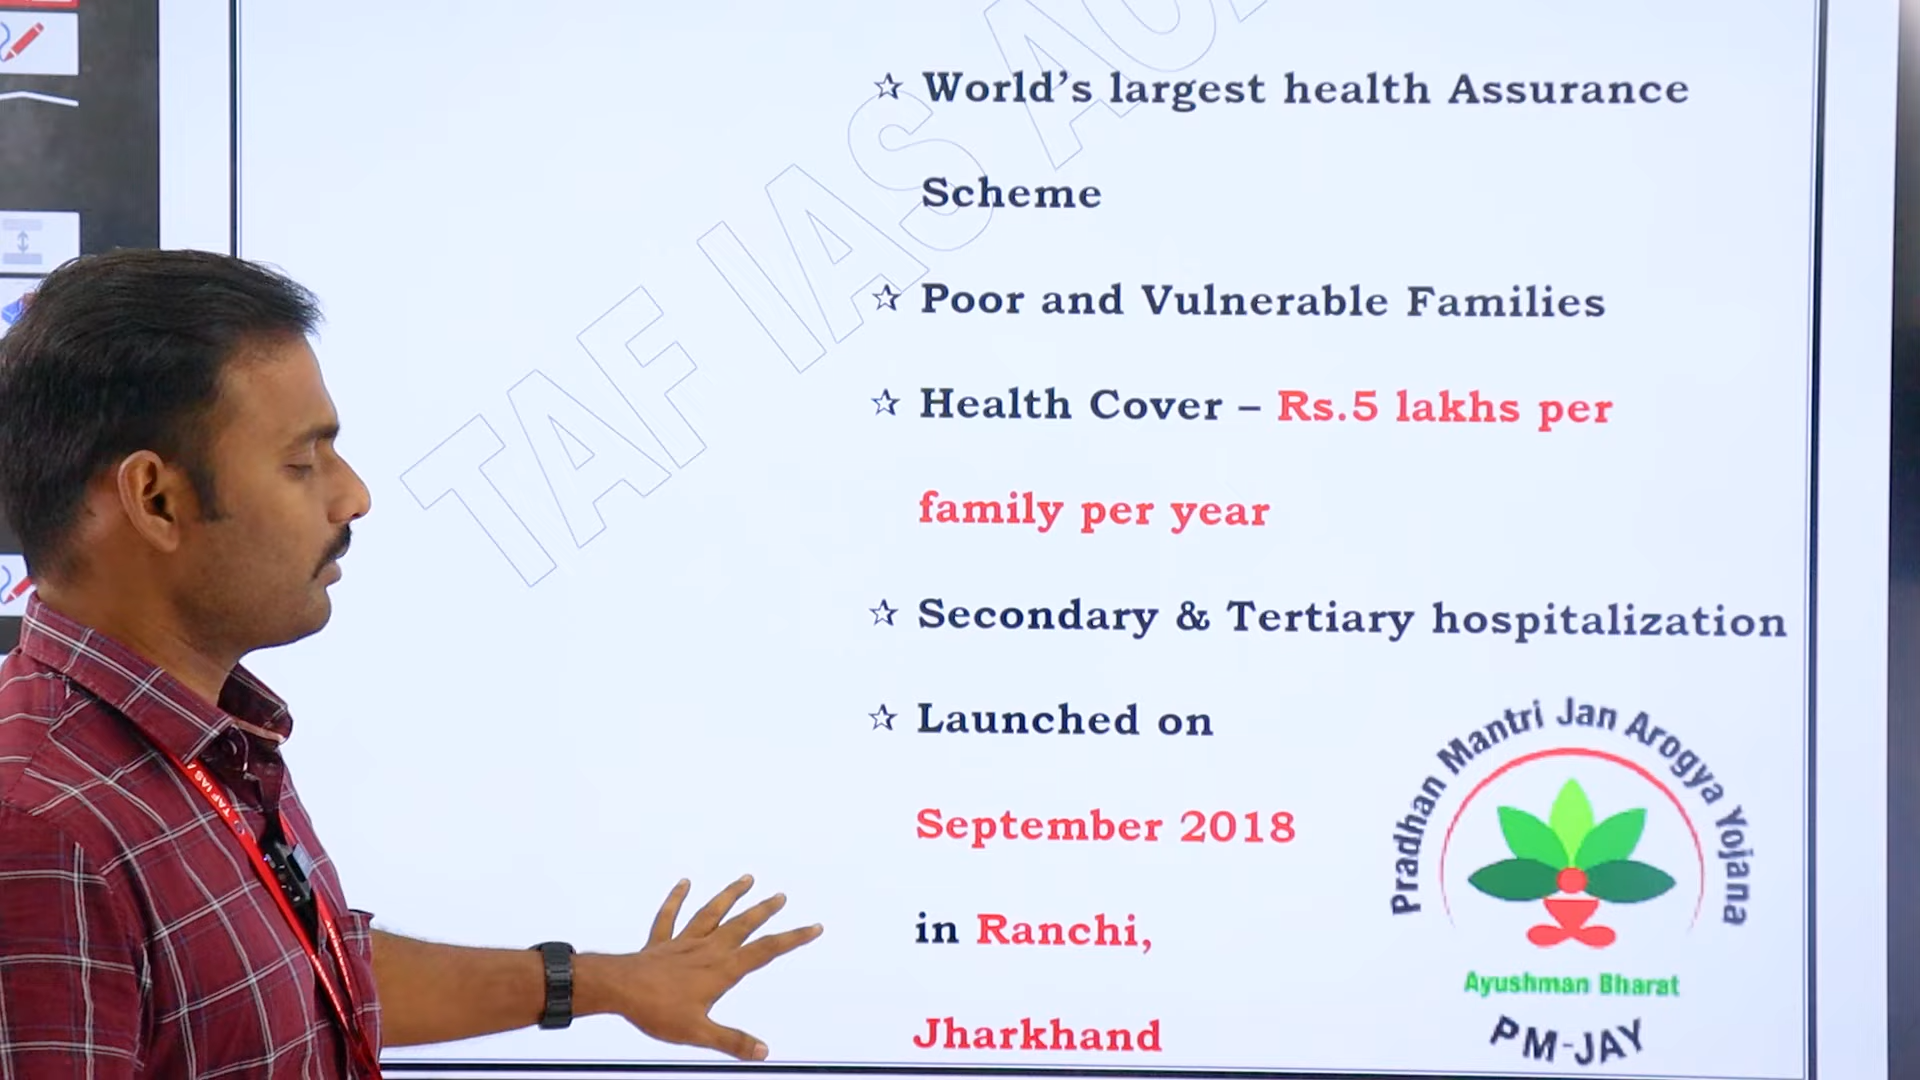 ☆ World's largest health Assurance
Scheme
☆ Poor and Vulnerable Families
☆ Health Cover – Rs.5 lakhs per
family per year
☆ Secondary & Tertiary hospitalization
☆ Launched on
September 2018
in Ranchi,
Jharkhand
Pradhan Mantri Jan Arogya Yojana
Ayushman Bharat
PM-JAY
TAF IAS
TAF IAS